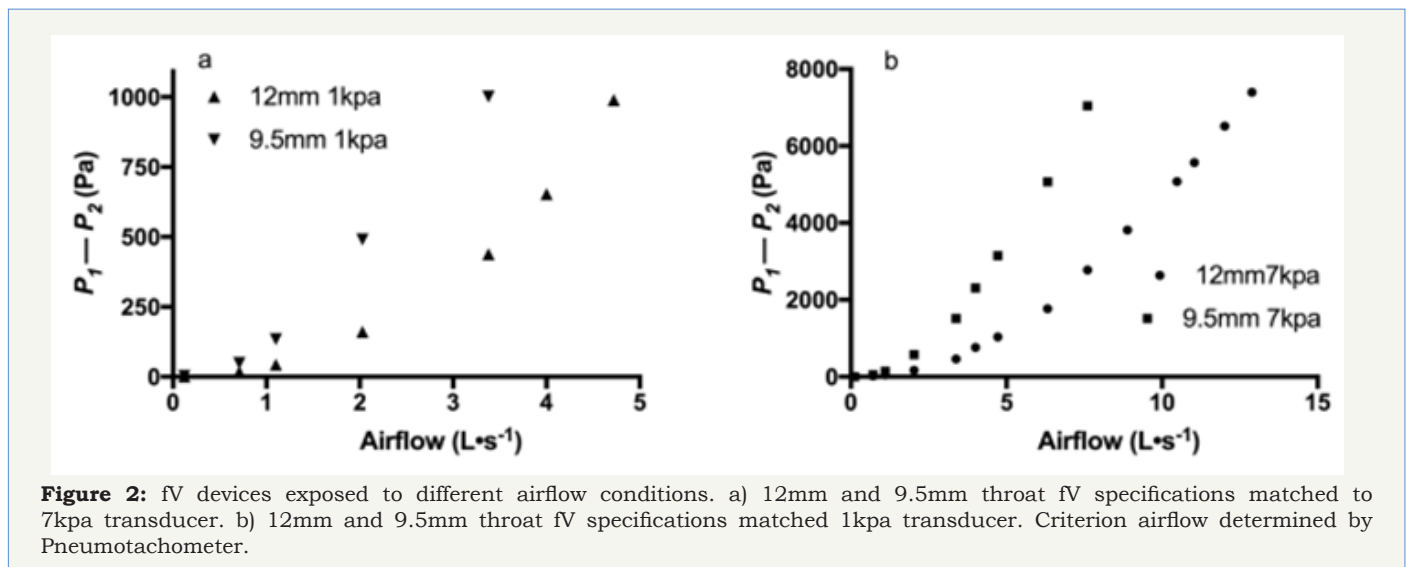 a
12mm 1kpa
9.5mm 1kpa
1000
750
500
250
0
P1 — P2 (Pa)
0 1 2 3 4 5
Airflow (L•s-1)
b
8000
6000
4000
2000
0
P1 — P2 (Pa)
12mm7kpa
9.5mm 7kpa
0 5 10 15
Airflow (L•s-1)
Figure 2: fV devices exposed to different airflow conditions. a) 12mm and 9.5mm throat fV specifications matched to
7kpa transducer. b) 12mm and 9.5mm throat fV specifications matched 1kpa transducer. Criterion airflow determined by
Pneumotachometer.